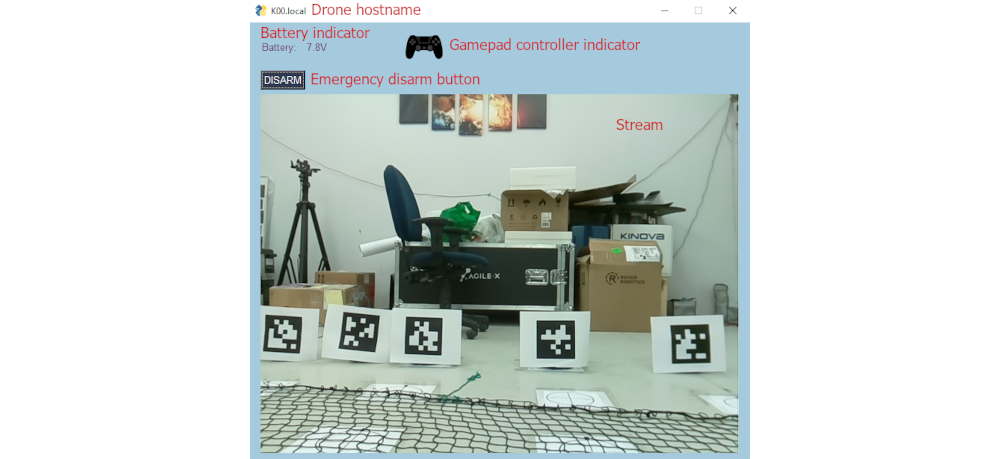 K00.local Drone hostname
Battery indicator
Battery: 7.8V
Gamepad controller indicator
DISARM Emergency disarm button
Stream
KINOVA
AGILE·X
ROBOTICS